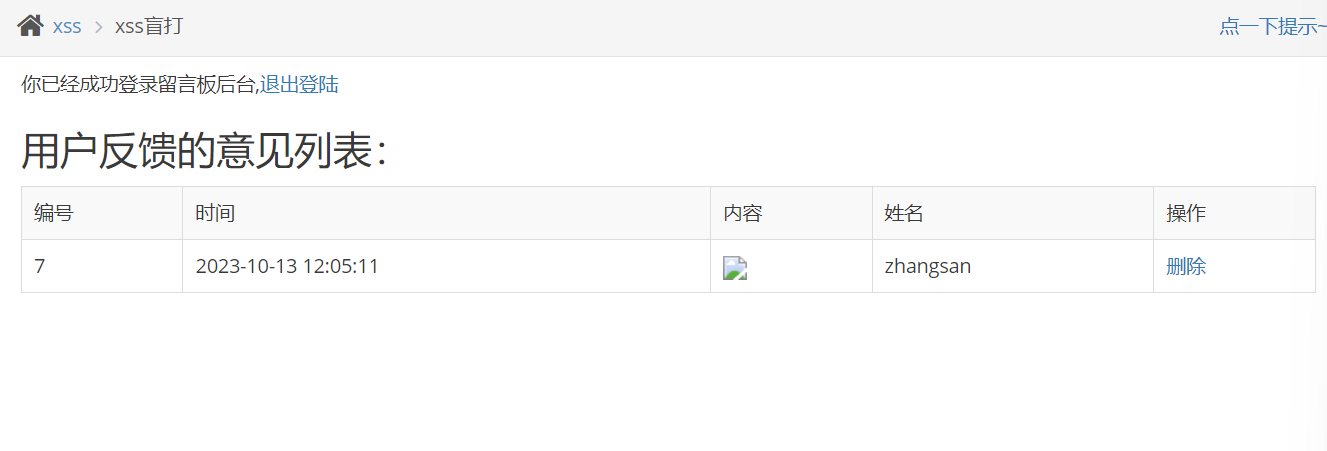 xss > xss盲打 点一下提示~
你已经成功登录留言板后台,退出登陆
用户反馈的意见列表：
编号 时间 内容 姓名 操作
7 2023-10-13 12:05:11 zhangsan 删除